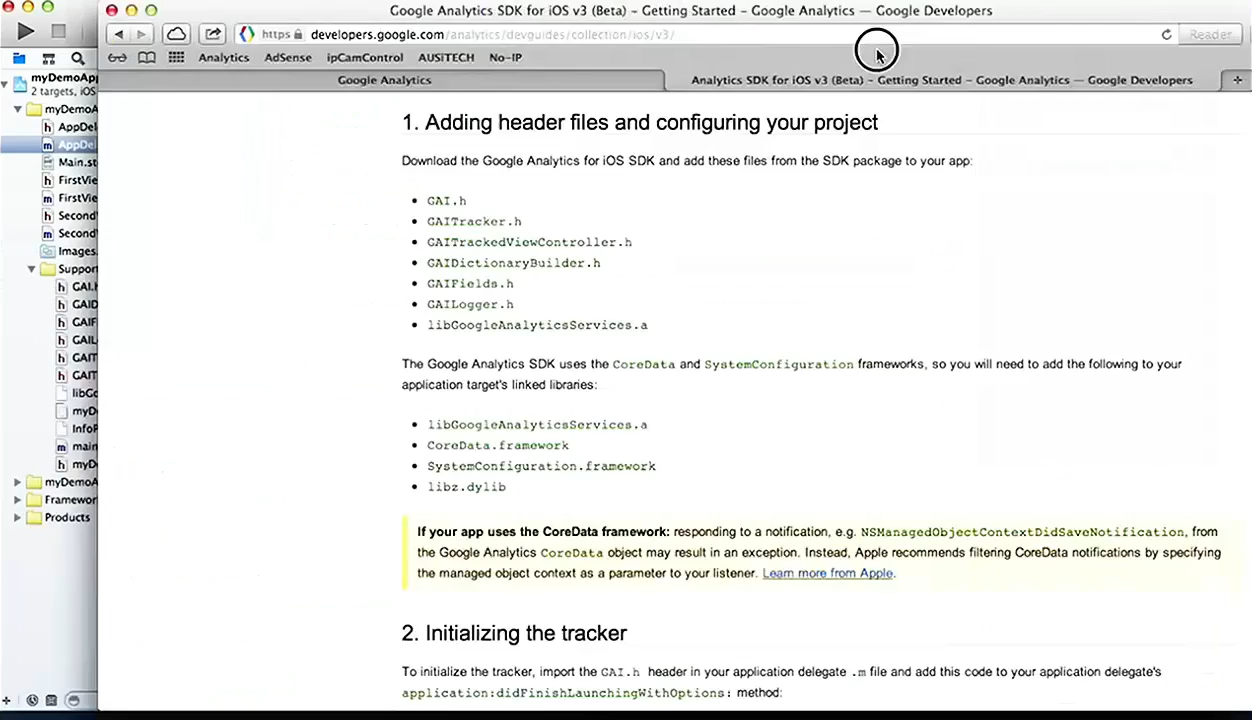 Google Analytics SDK for iOS v3 (Beta) – Getting Started – Google Analytics — Google Developers
https developers.google.com/analytics/devguides/collection/ios/v3/ Reader
Analytics AdSense ipCamControl AUSiTECH No-IP
Google Analytics
Analytics SDK for iOS v3 (Beta) – Getting Started – Google Analytics — Google Developers
myDemoApp
2 targets, iOS
myDemoA
AppDel
AppDel
Main.st
FirstVie
FirstVie
Second
Second
Images.
Support
GAI.h
GAID
GAIF
GAIL
GAIT
GAIT
libGo
myD
InfoP
main
myD
myDemoA
Framewor
Products
1. Adding header files and configuring your project
Download the Google Analytics for iOS SDK and add these files from the SDK package to your app:
• GAI.h
• GAITracker.h
• GAITrackedViewController.h
• GAIDictionaryBuilder.h
• GAIFields.h
• GAILogger.h
• libGoogleAnalyticsServices.a
The Google Analytics SDK uses the CoreData and SystemConfiguration frameworks, so you will need to add the following to your
application target's linked libraries:
• libGoogleAnalyticsServices.a
• CoreData.framework
• SystemConfiguration.framework
• libz.dylib
If your app uses the CoreData framework: responding to a notification, e.g. NSManagedObjectContextDidSaveNotification, from
the Google Analytics CoreData object may result in an exception. Instead, Apple recommends filtering CoreData notifications by specifying
the managed object context as a parameter to your listener. Learn more from Apple.
2. Initializing the tracker
To initialize the tracker, import the GAI.h header in your application delegate .m file and add this code to your application delegate's
application:didFinishLaunchingWithOptions: method: